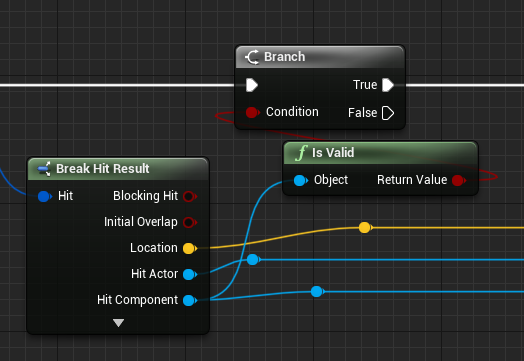 Branch
True
Condition
False
Is Valid
Object
Return Value
Break Hit Result
Hit
Blocking Hit
Initial Overlap
Location
Hit Actor
Hit Component